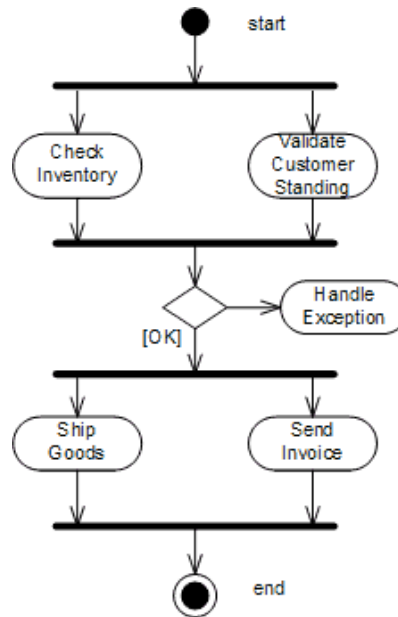 start
Check
Inventory
Validate
Customer
Standing
Handle
Exception
[OK]
Ship
Goods
Send
Invoice
end